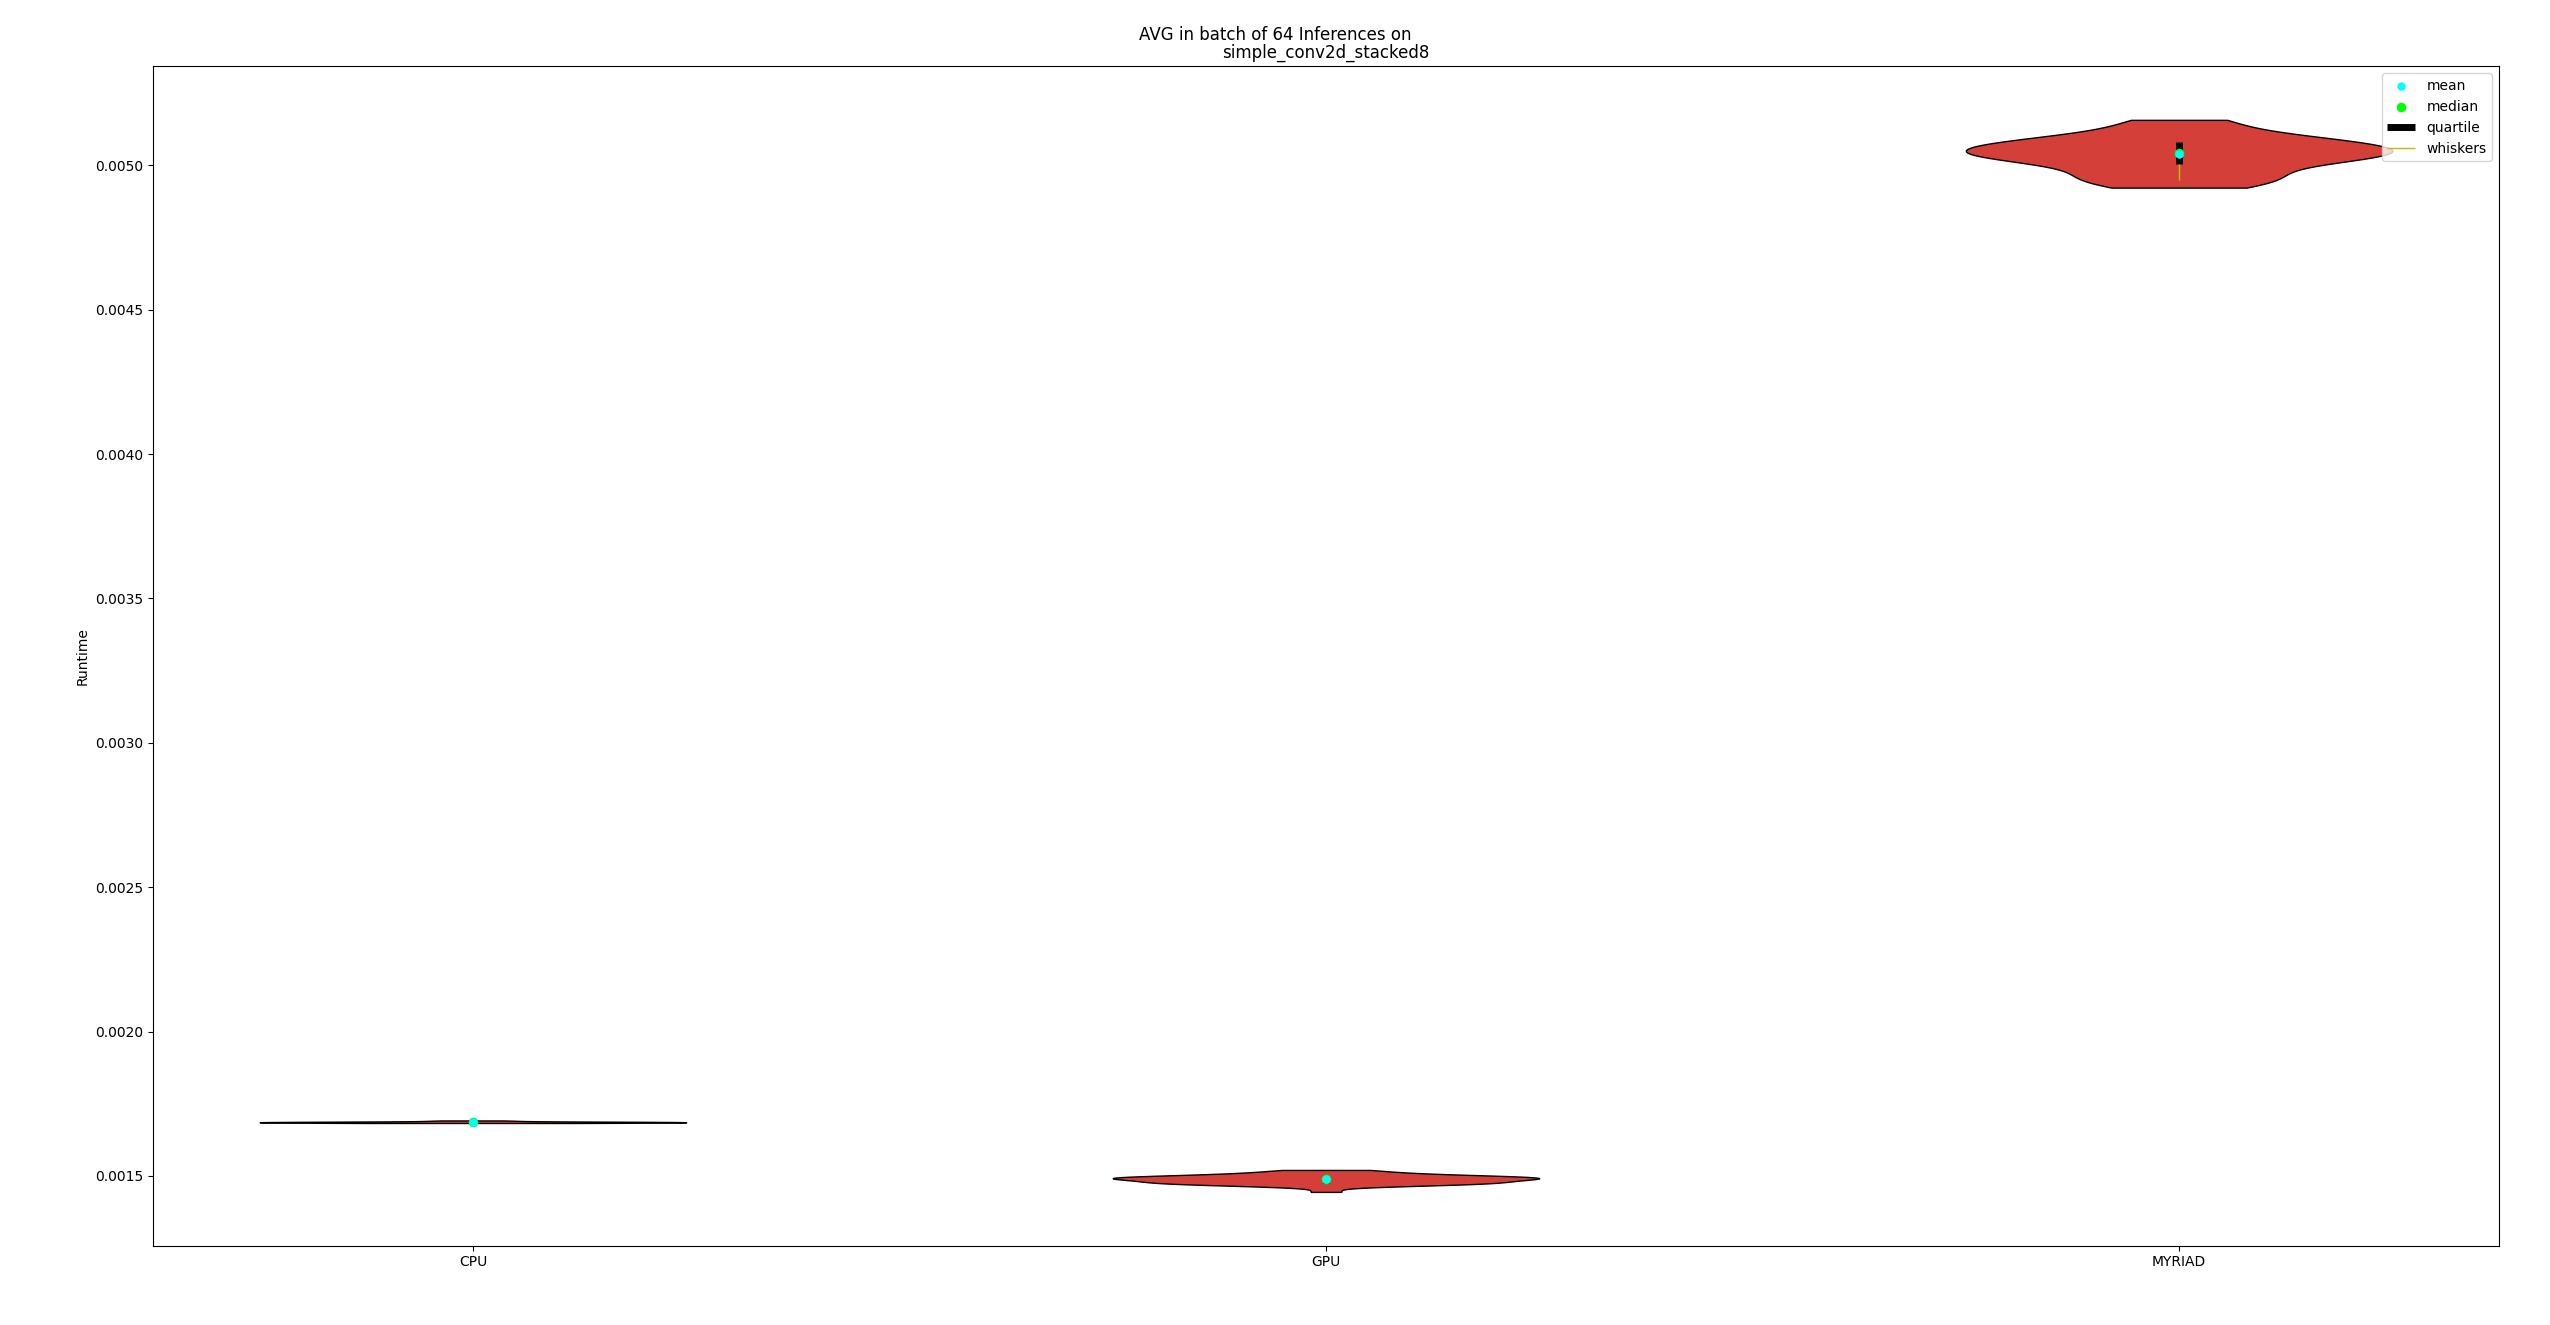 AVG in batch of 64 Inferences on
simple_conv2d_stacked8
mean
median
quartile
whiskers
0.0050
0.0045
0.0040
0.0035
0.0030
0.0025
0.0020
0.0015
Runtime
CPU
GPU
MYRIAD